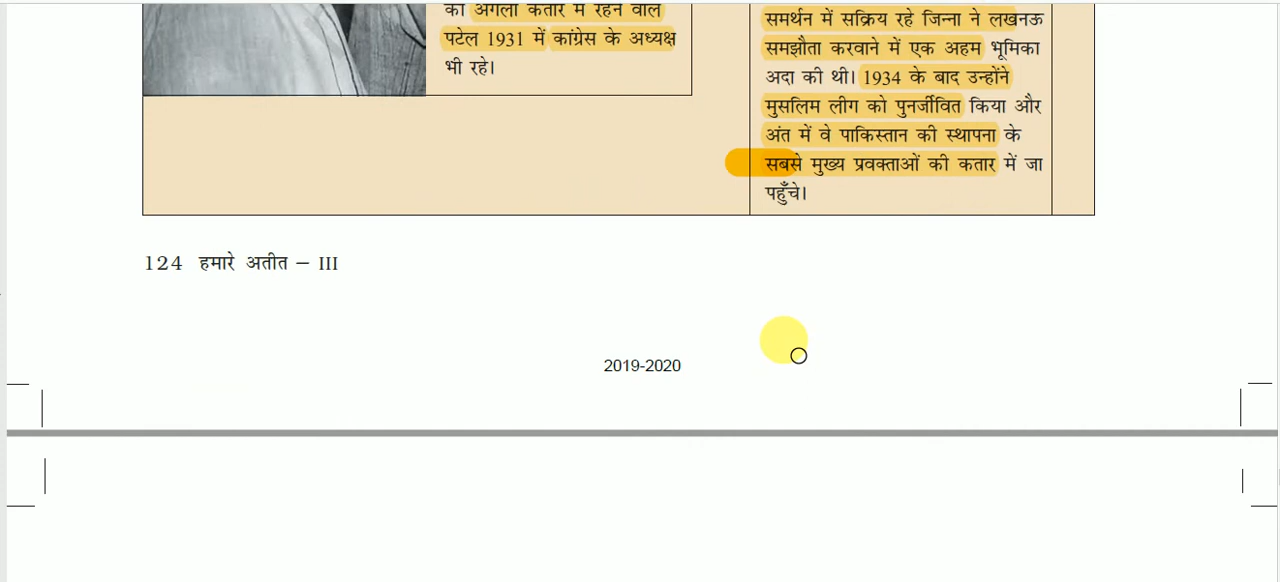 की अगली कतार में रहने वाले
पटेल 1931 में कांग्रेस के अध्यक्ष
भी रहे।
समर्थन में सक्रिय रहे जिन्ना ने लखनऊ
समझौता करवाने में एक अहम भूमिका
अदा की थी। 1934 के बाद उन्होंने
मुसलिम लीग को पुनर्जीवित किया और
अंत में वे पाकिस्तान की स्थापना के
सबसे मुख्य प्रवक्ताओं की कतार में जा
पहुँचे।
124 हमारे अतीत – III
2019-2020